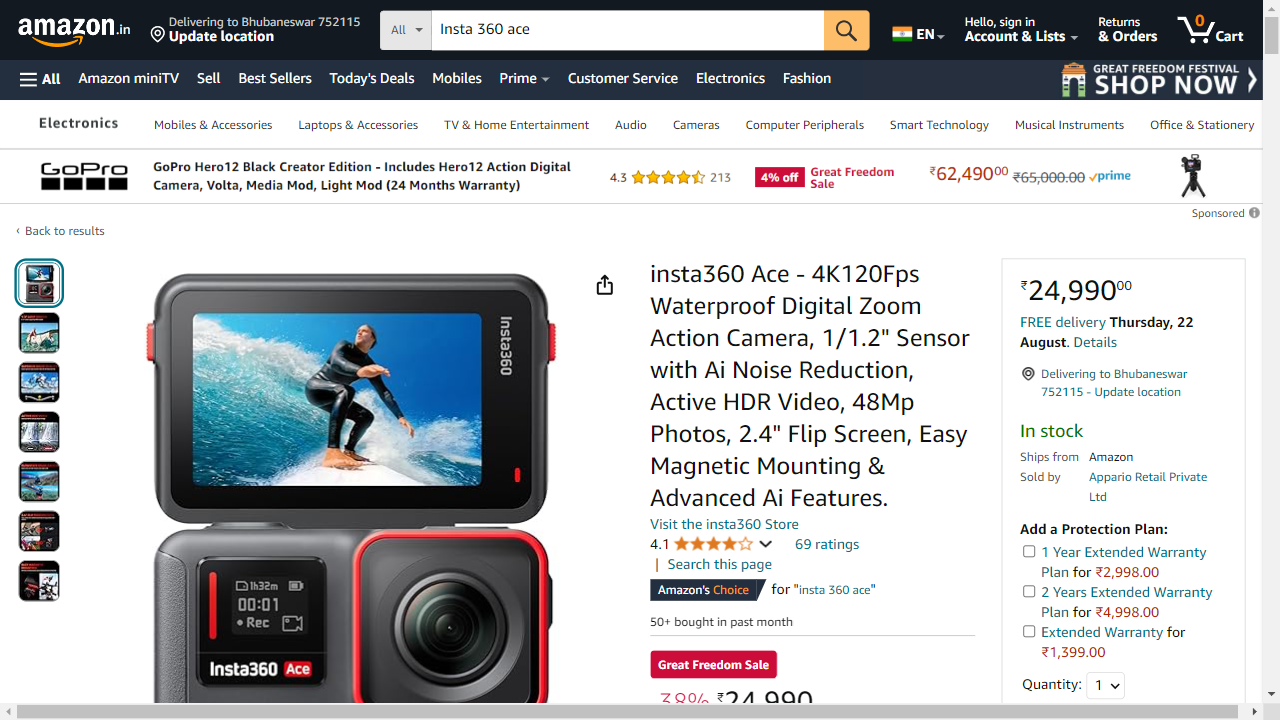 amazon.in
Delivering to Bhubaneswar 752115
Update location
All
Insta 360 ace
EN
Hello, sign in
Account & Lists
Returns
& Orders
0
Cart
All
Amazon miniTV
Sell
Best Sellers
Today's Deals
Mobiles
Prime
Customer Service
Electronics
Fashion
GREAT FREEDOM FESTIVAL
SHOP NOW
Electronics
Mobiles & Accessories
Laptops & Accessories
TV & Home Entertainment
Audio
Cameras
Computer Peripherals
Smart Technology
Musical Instruments
Office & Stationery
GoPro
GoPro Hero12 Black Creator Edition - Includes Hero12 Action Digital
Camera, Volta, Media Mod, Light Mod (24 Months Warranty)
4.3
213
4% off
Great Freedom
Sale
₹62,49000
₹65,000.00
prime
Sponsored
‹ Back to results
Insta360
1h32m
00:01
• Rec
Insta360 Ace
insta360 Ace - 4K120Fps
Waterproof Digital Zoom
Action Camera, 1/1.2" Sensor
with Ai Noise Reduction,
Active HDR Video, 48Mp
Photos, 2.4" Flip Screen, Easy
Magnetic Mounting &
Advanced Ai Features.
Visit the insta360 Store
4.1
69 ratings
| Search this page
Amazon's Choice
for "insta 360 ace"
50+ bought in past month
Great Freedom Sale
-38% ₹24,990
₹24,99000
FREE delivery Thursday, 22
August. Details
Delivering to Bhubaneswar
752115 - Update location
In stock
Ships from Amazon
Sold by Appario Retail Private
Ltd
Add a Protection Plan:
1 Year Extended Warranty
Plan for ₹2,998.00
2 Years Extended Warranty
Plan for ₹4,998.00
Extended Warranty for
₹1,399.00
Quantity: 1